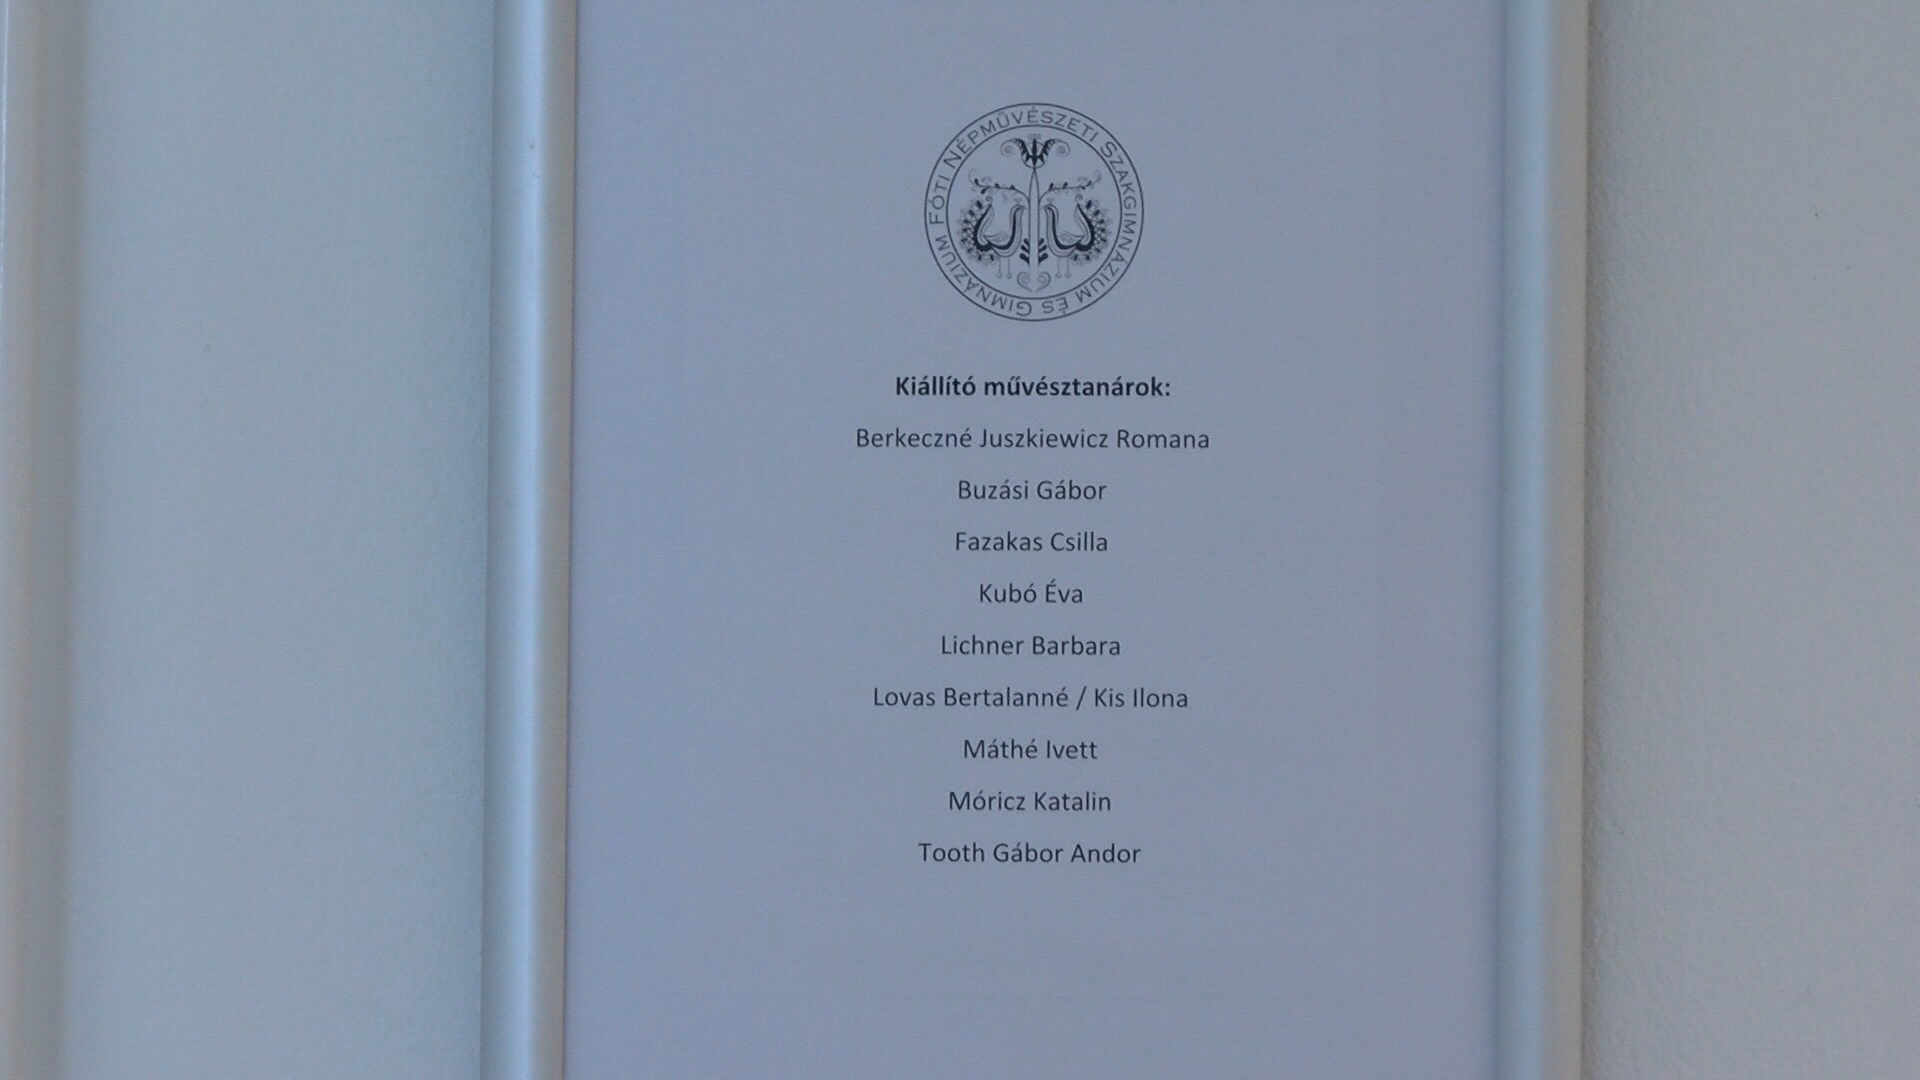 FÓTI NÉPMŰVÉSZETI SZAKGIMNÁZIUM ÉS GIMNÁZIUM
Kiállító művésztanárok:
Berkeczné Juszkiewicz Romana
Buzási Gábor
Fazakas Csilla
Kubó Éva
Lichner Barbara
Lovas Bertalanné / Kis Ilona
Máthé Ivett
Móricz Katalin
Tooth Gábor Andor